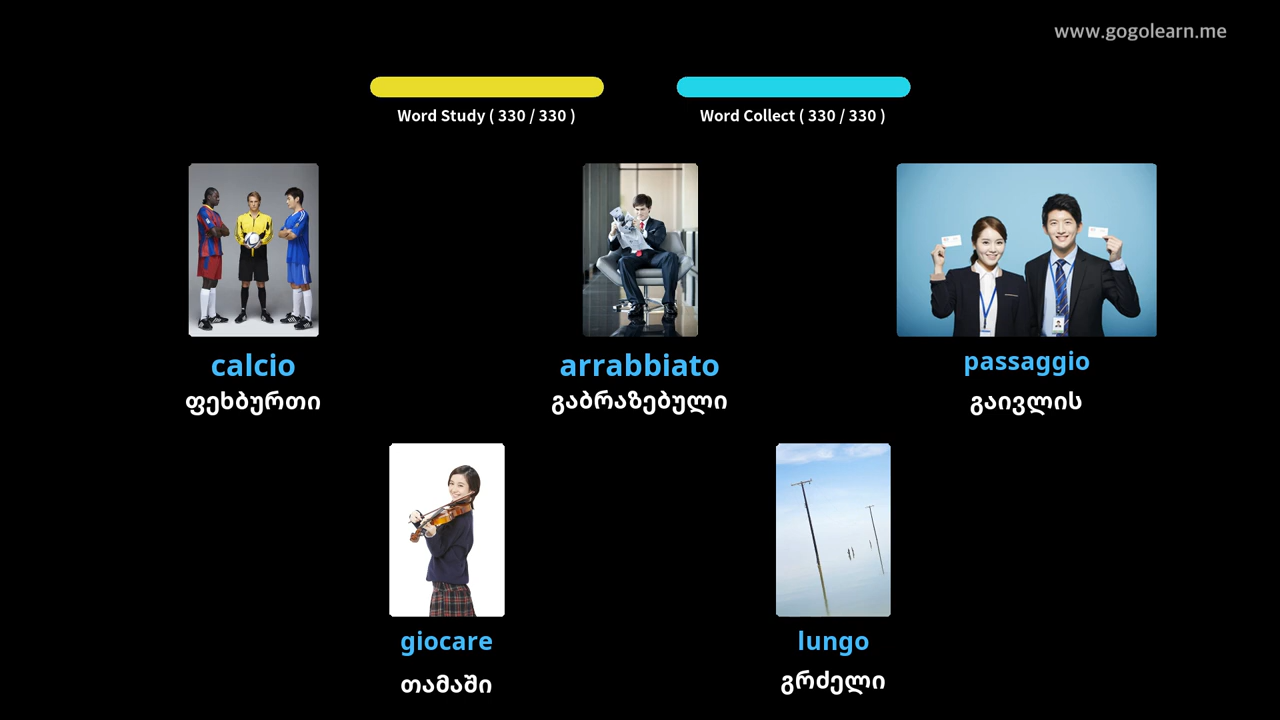 www.gogolearn.me
Word Study ( 330 / 330 )
Word Collect ( 330 / 330 )
calcio
ფეხბურთი
arrabbiato
გაბრაზებული
passaggio
გაივლის
giocare
თამაში
lungo
გრძელი